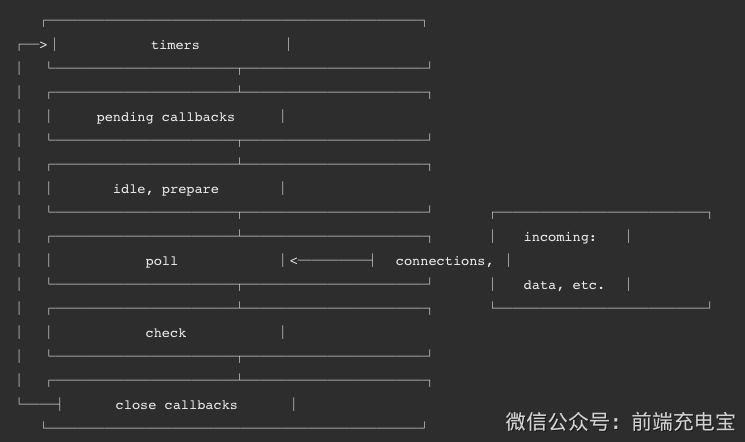 timers
pending callbacks
idle, prepare
incoming:
poll
connections,
data, etc.
check
close callbacks
微信公众号：前端充电宝